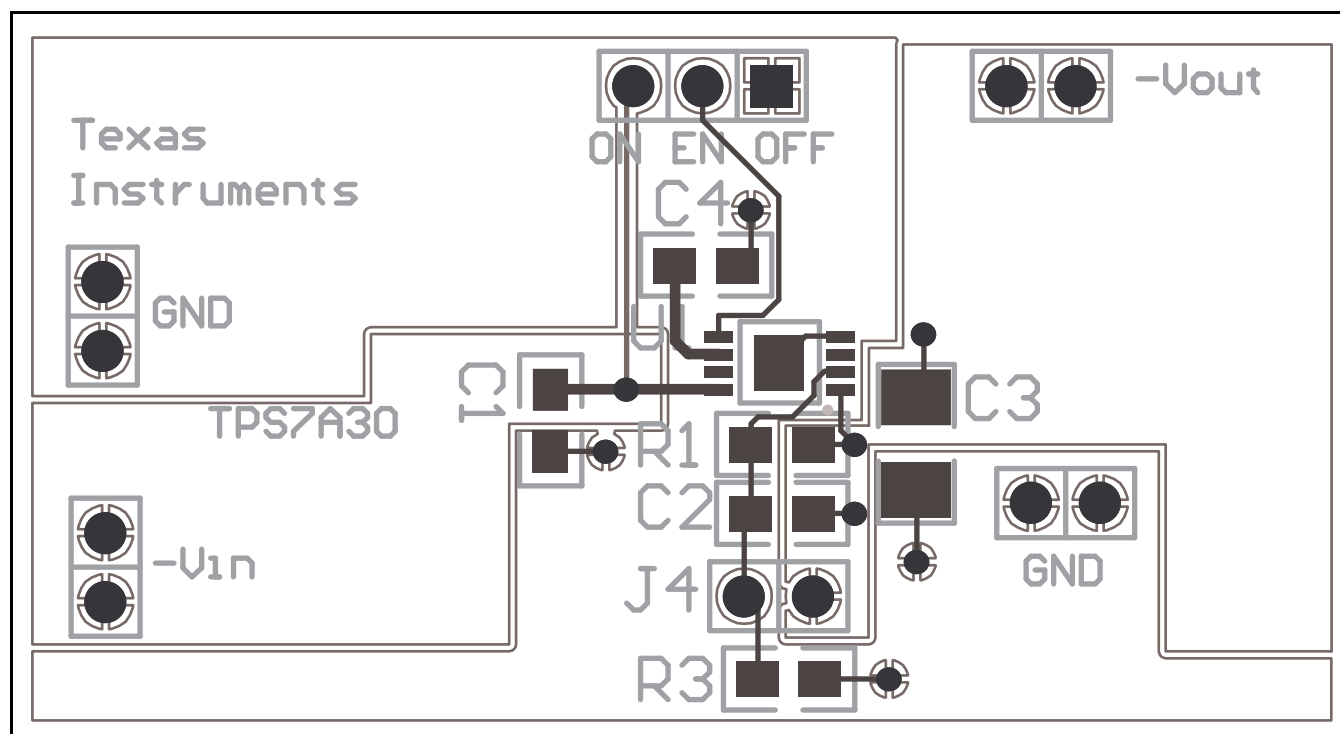 -Vout
Texas
Instruments
ON EN OFF
C4
GND
U1
C1
C3
TPS7A30
R1
C2
-Vin
GND
J4
R3